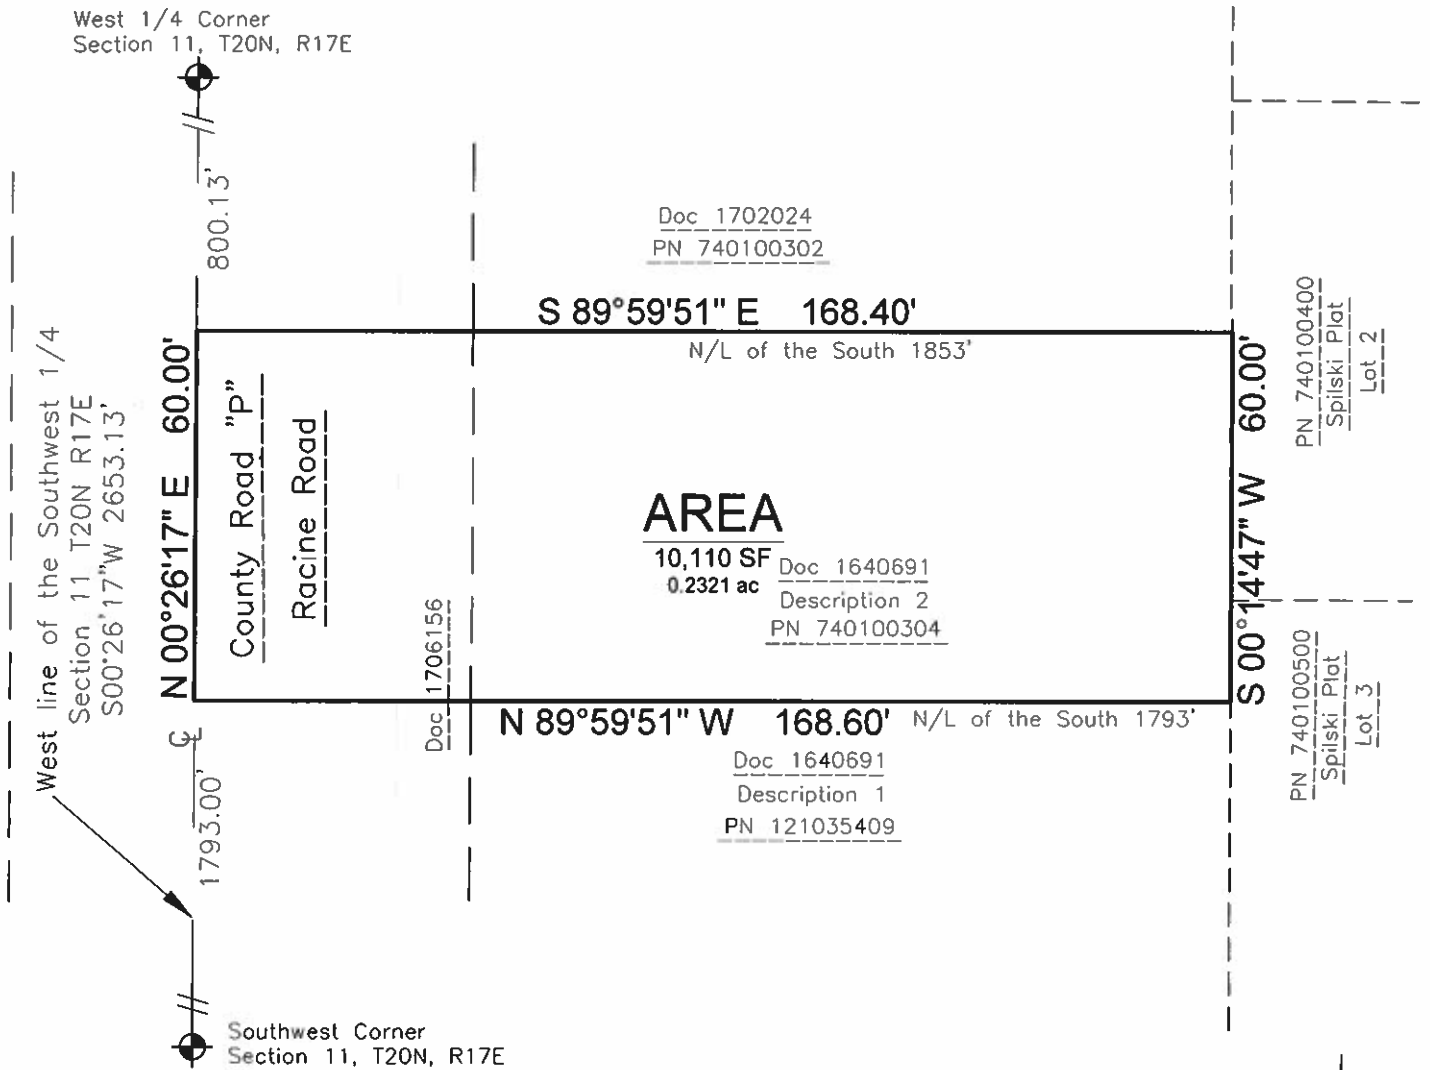 West 1/4 Corner
Section 11, T20N, R17E
800.13'
Doc 1702024
PN 740100302
S 89°59'51" E 168.40'
N/L of the South 1853'
West line of the Southwest 1/4
Section 11 T20N R17E
S00°26'17"W 2653.13'
N 00°26'17" E 60.00'
County Road "P"
Racine Road
AREA
10,110 SF
0.2321 ac
Doc 1640691
Description 2
PN 740100304
S 00°14'47" W 60.00'
PN 740100400
Spilski Plat
Lot 2
Doc 1706156
N 89°59'51" W 168.60'
N/L of the South 1793'
PN 740100500
Spilski Plat
Lot 3
Doc 1640691
Description 1
PN 121035409
℄
1793.00'
Southwest Corner
Section 11, T20N, R17E